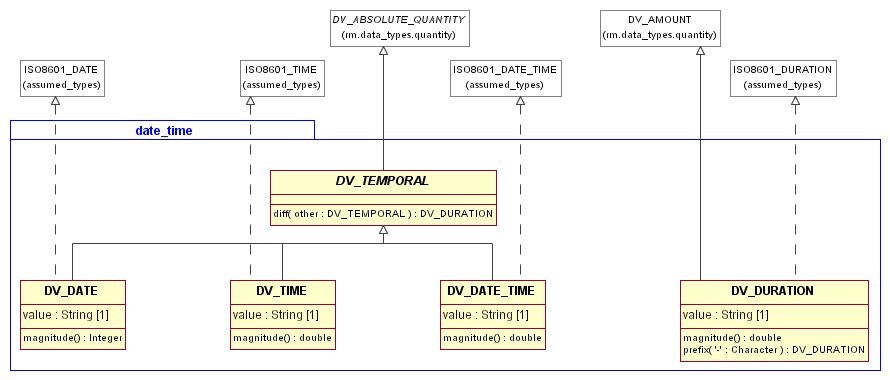 DV_ABSOLUTE_QUANTITY
(rm.data_types.quantity)
DV_AMOUNT
(rm.data_types.quantity)
ISO8601_DATE
(assumed_types)
ISO8601_TIME
(assumed_types)
ISO8601_DATE_TIME
(assumed_types)
ISO8601_DURATION
(assumed_types)
date_time
DV_TEMPORAL
diff( other : DV_TEMPORAL ) : DV_DURATION
DV_DATE
value : String [1]
magnitude() : Integer
DV_TIME
value : String [1]
magnitude() : double
DV_DATE_TIME
value : String [1]
magnitude() : double
DV_DURATION
value : String [1]
magnitude() : double
prefix( '-' : Character ) : DV_DURATION